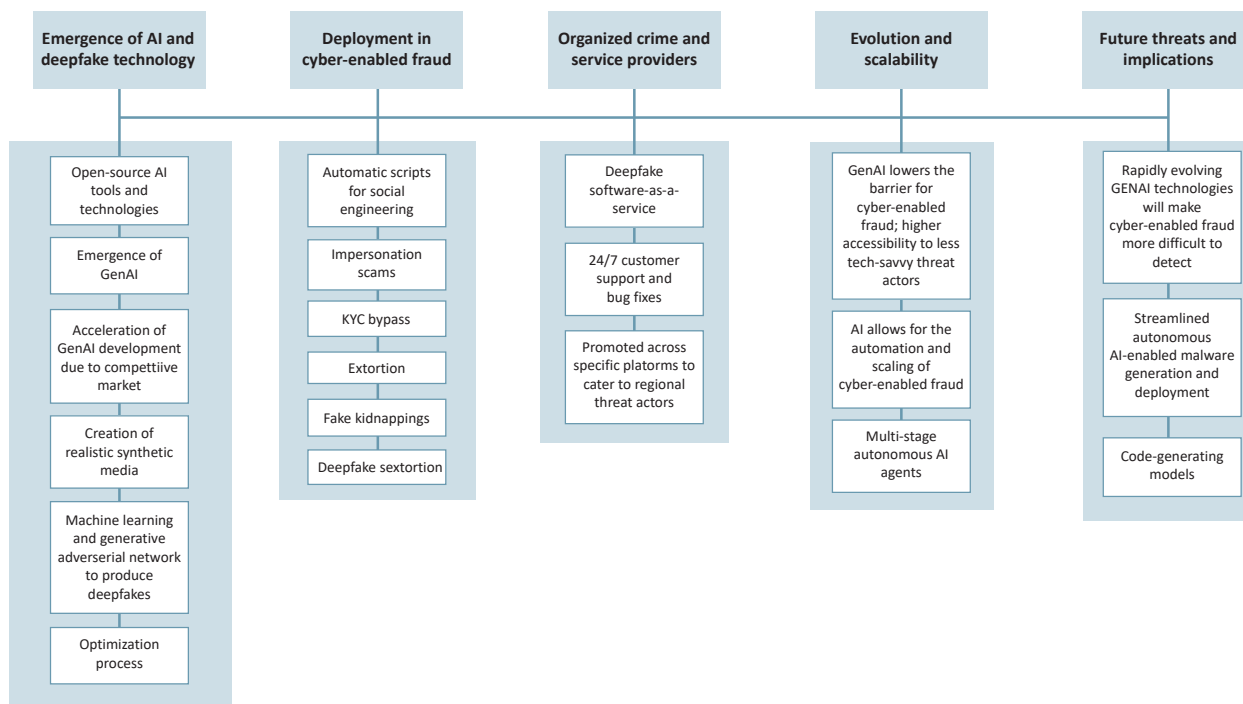 Emergence of AI and
deepfake technology
Open-source AI
tools and
technologies
Emergence of
GenAI
Acceleration of
GenAI development
due to compettiive
market
Creation of
realistic synthetic
media
Machine learning
and generative
adverserial network
to produce
deepfakes
Optimization
process
Deployment in
cyber-enabled fraud
Automatic scripts
for social
engineering
Impersonation
scams
KYC bypass
Extortion
Fake kidnappings
Deepfake sextortion
Organized crime and
service providers
Deepfake
software-as-a-
service
24/7 customer
support and
bug fixes
Promoted across
specific platorms to
cater to regional
threat actors
Evolution and
scalability
GenAI lowers the
barrier for
cyber-enabled
fraud; higher
accessibility to less
tech-savvy threat
actors
AI allows for the
automation and
scaling of
cyber-enabled fraud
Multi-stage
autonomous AI
agents
Future threats and
implications
Rapidly evolving
GENAI technologies
will make
cyber-enabled fraud
more difficult to
detect
Streamlined
autonomous
AI-enabled malware
generation and
deployment
Code-generating
models